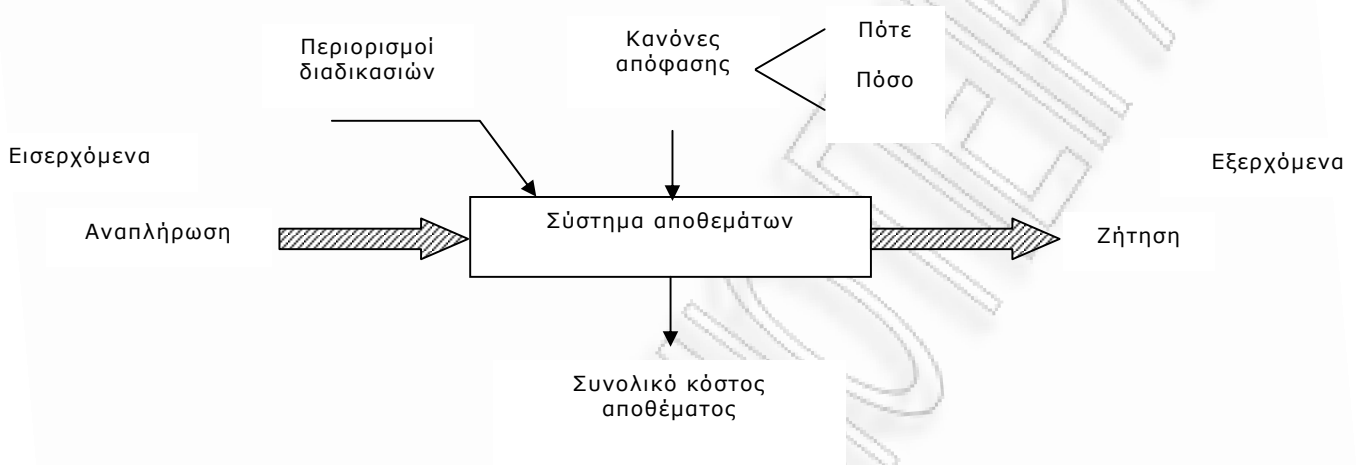 Περιορισμοί
διαδικασιών
Κανόνες
απόφασης
Πότε
Πόσο
Εισερχόμενα
Εξερχόμενα
Αναπλήρωση
Σύστημα αποθεμάτων
Ζήτηση
Συνολικό κόστος
αποθέματος